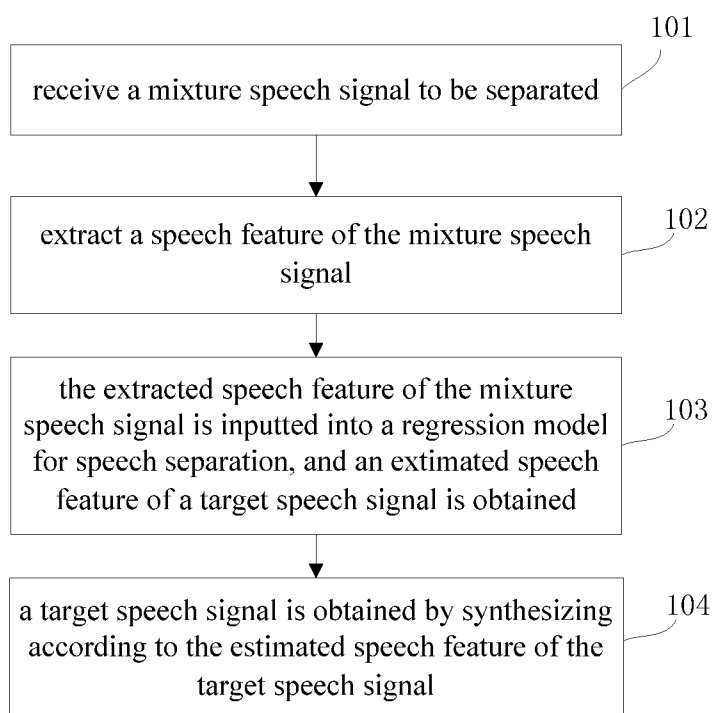 101
receive a mixture speech signal to be separated
102
extract a speech feature of the mixture speech
signal
103
the extracted speech feature of the mixture
speech signal is inputted into a regression model
for speech separation, and an extimated speech
feature of a target speech signal is obtained
104
a target speech signal is obtained by synthesizing
according to the estimated speech feature of the
target speech signal